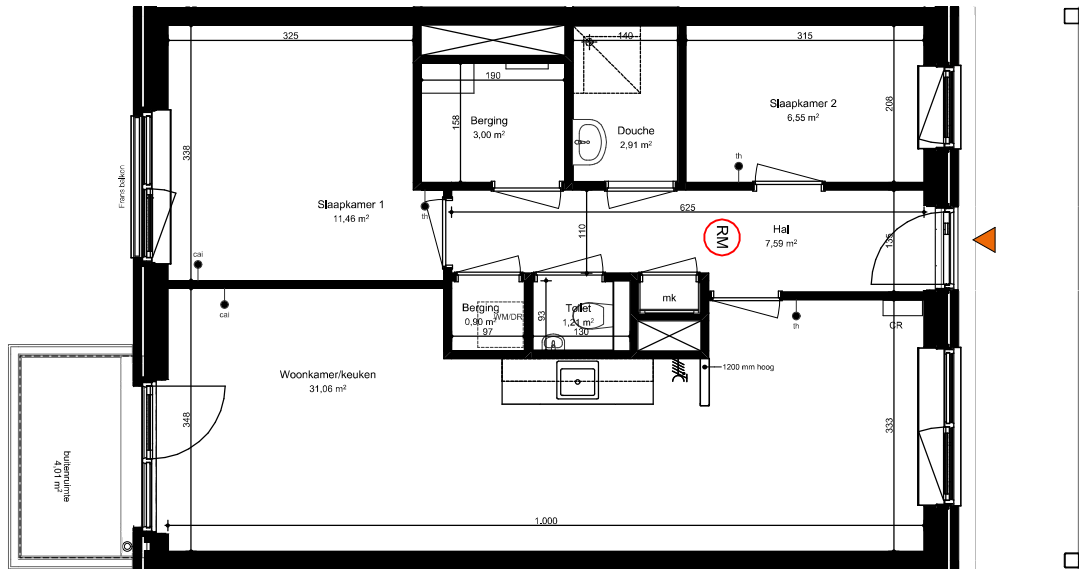 325
140
315
190
Slaapkamer 2
6,55 m²
208
Berging
3,00 m²
158
Douche
2,91 m²
338
Frans balkon
th
Slaapkamer 1
11,46 m²
th
625
110
RM
Hal
7,59 m²
135
cai
cai
Berging
0,90 m²
WM/DR
97
93
Toilet
1,21 m²
130
mk
th
CR
Woonkamer/keuken
31,06 m²
1200 mm hoog
348
333
buitenruimte
4,01 m²
1.000